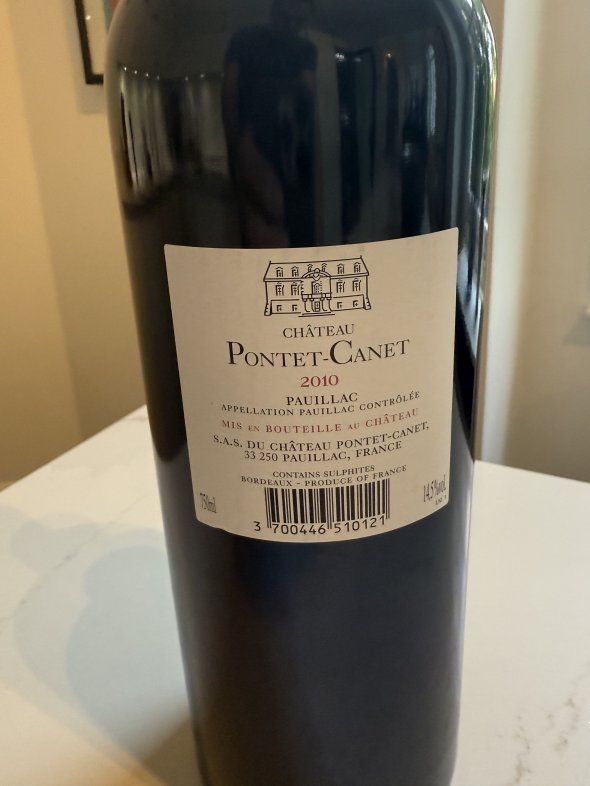 CHÂTEAU
PONTET-CANET
2010
PAUILLAC
APPELLATION PAUILLAC CONTRÔLÉE
MIS EN BOUTEILLE AU CHÂTEAU
S.A.S. DU CHÂTEAU PONTET-CANET,
33 250 PAUILLAC, FRANCE
CONTAINS SULPHITES
BORDEAUX - PRODUCE OF FRANCE
750ml
14,5%vol.
3 700446 510121